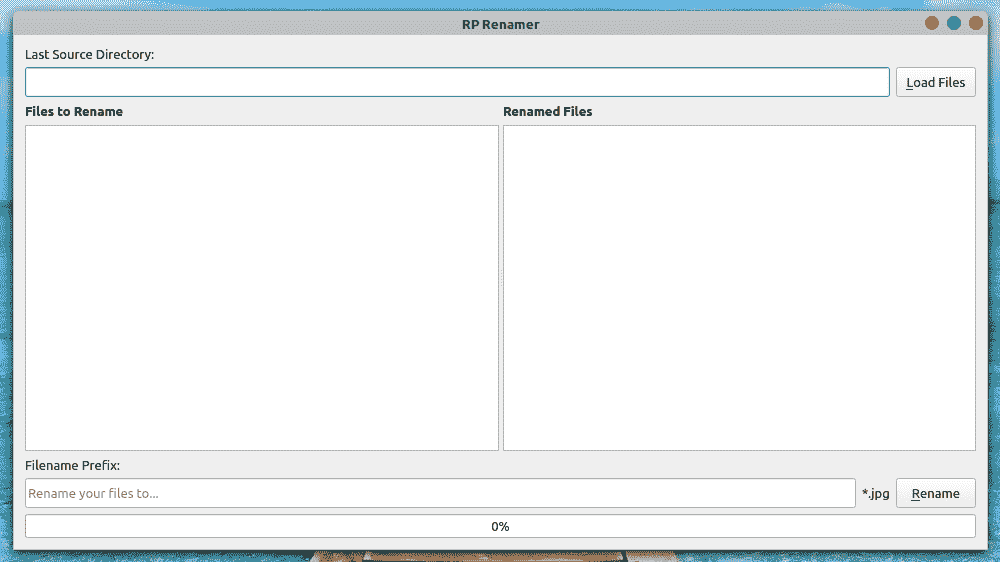 RP Renamer
Last Source Directory:
Load Files
Files to Rename
Renamed Files
Filename Prefix:
Rename your files to...
*.jpg
Rename
0%